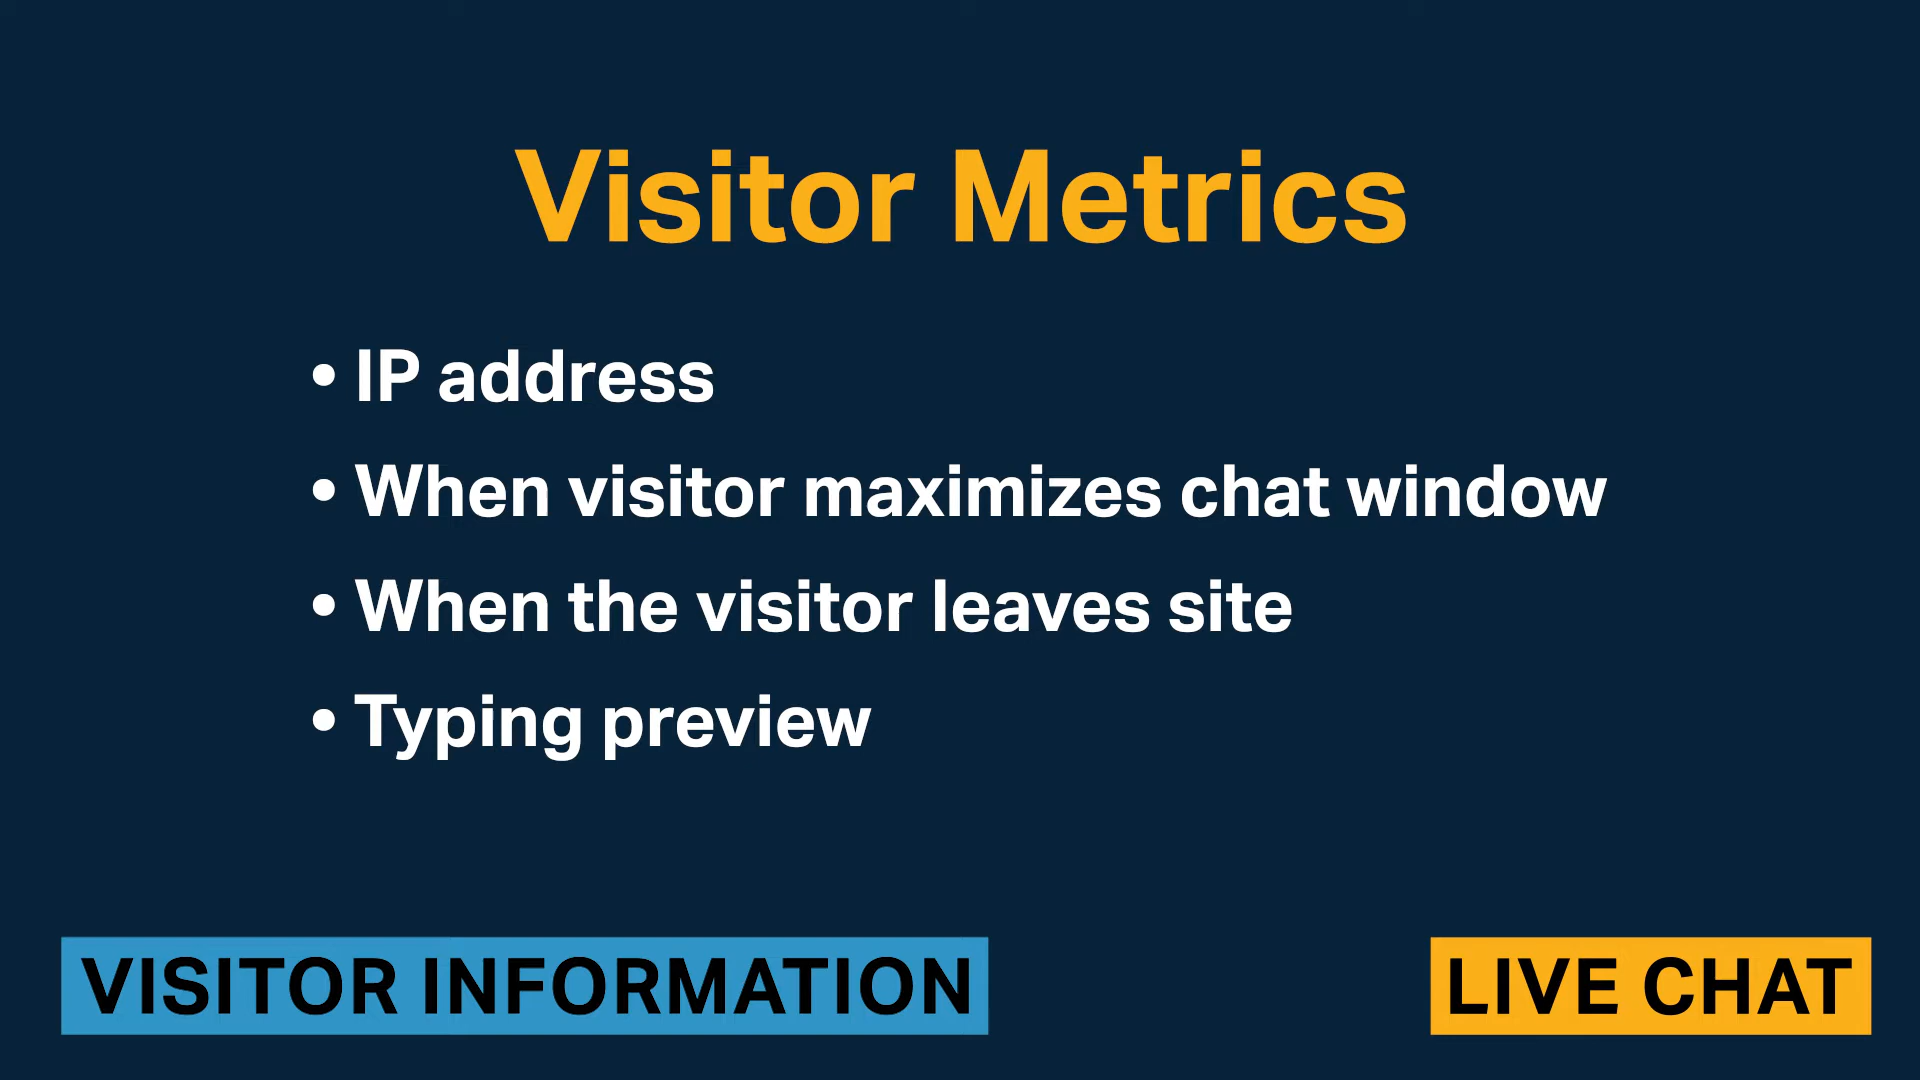 Visitor Metrics
• IP address
• When visitor maximizes chat window
• When the visitor leaves site
• Typing preview
VISITOR INFORMATION
LIVE CHAT